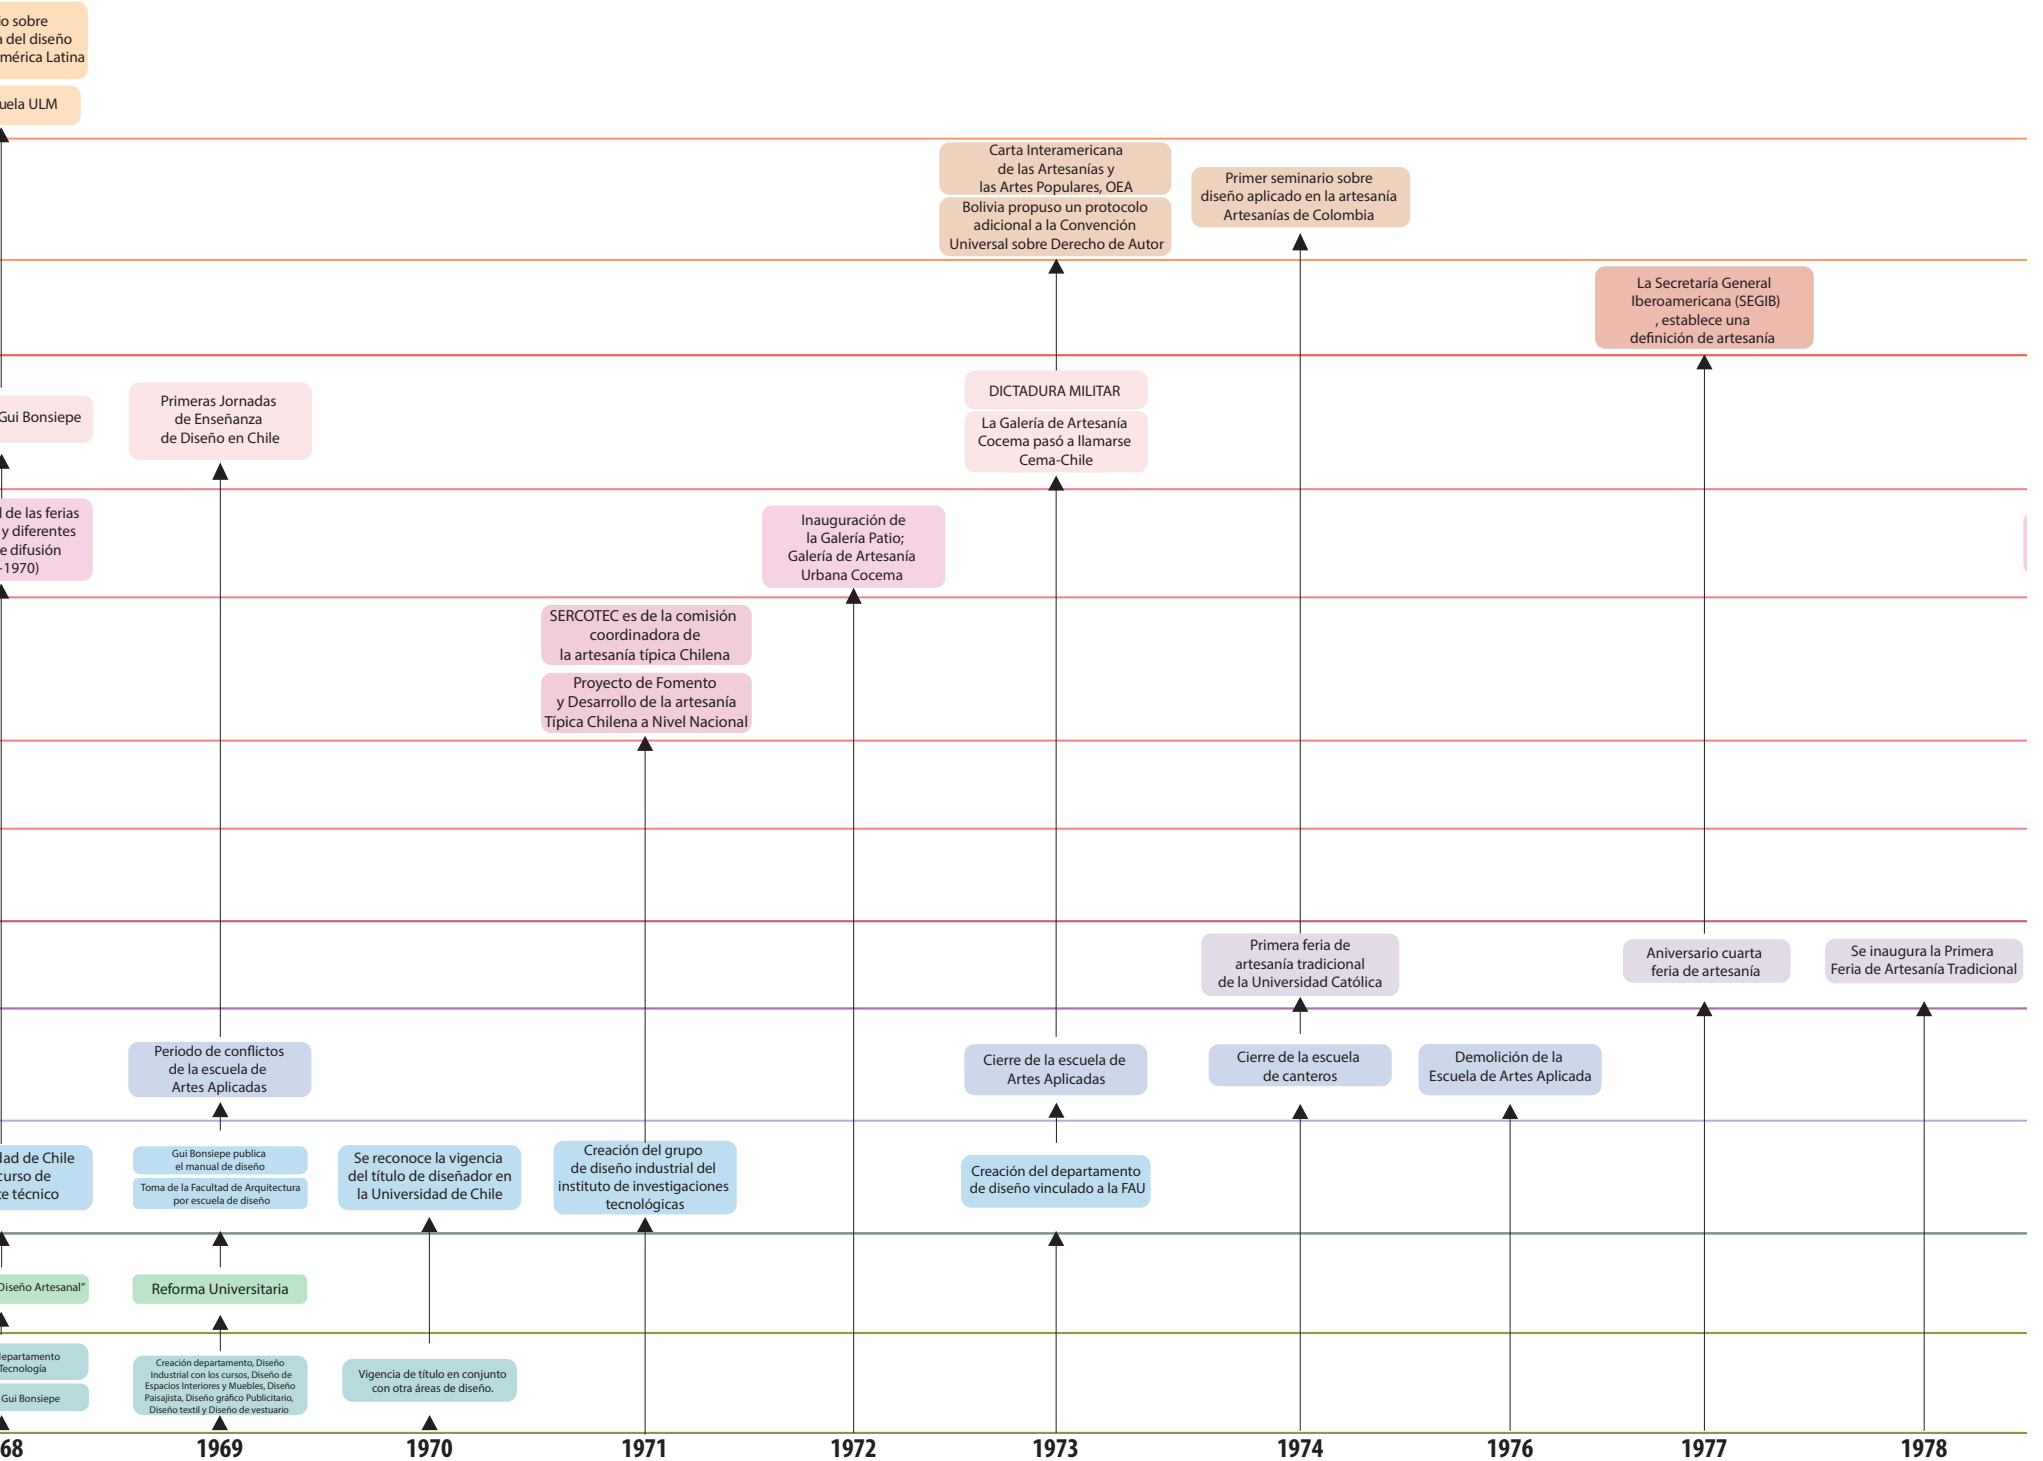 io sobre
a del diseño
mérica Latina
uela ULM
Carta Interamericana
de las Artesanías y
las Artes Populares, OEA
Bolivia propuso un protocolo
adicional a la Convención
Universal sobre Derecho de Autor
Primer seminario sobre
diseño aplicado en la artesanía
Artesanías de Colombia
La Secretaría General
Iberoamericana (SEGIB)
, establece una
definición de artesanía
Gui Bonsiepe
Primeras Jornadas
de Enseñanza
de Diseño en Chile
DICTADURA MILITAR
La Galería de Artesanía
Cocema pasó a llamarse
Cema-Chile
l de las ferias
y diferentes
e difusión
-1970)
Inauguración de
la Galería Patio;
Galería de Artesanía
Urbana Cocema
SERCOTEC es de la comisión
coordinadora de
la artesanía típica Chilena
Proyecto de Fomento
y Desarrollo de la artesanía
Típica Chilena a Nivel Nacional
Primera feria de
artesanía tradicional
de la Universidad Católica
Aniversario cuarta
feria de artesanía
Se inaugura la Primera
Feria de Artesanía Tradicional
Periodo de conflictos
de la escuela de
Artes Aplicadas
Cierre de la escuela de
Artes Aplicadas
Cierre de la escuela
de canteros
Demolición de la
Escuela de Artes Aplicada
dad de Chile
curso de
te técnico
Gui Bonsiepe publica
el manual de diseño
Toma de la Facultad de Arquitectura
por escuela de diseño
Se reconoce la vigencia
del título de diseñador en
la Universidad de Chile
Creación del grupo
de diseño industrial del
instituto de investigaciones
tecnológicas
Creación del departamento
de diseño vinculado a la FAU
Diseño Artesanal”
Reforma Universitaria
departamento
Tecnología
Gui Bonsiepe
Creación departamento, Diseño
Industrial con los cursos, Diseño de
Espacios Interiores y Muebles, Diseño
Paisajista, Diseño gráfico Publicitario,
Diseño textil y Diseño de vestuario
Vigencia de título en conjunto
con otra áreas de diseño.
68 1969 1970 1971 1972 1973 1974 1976 1977 1978